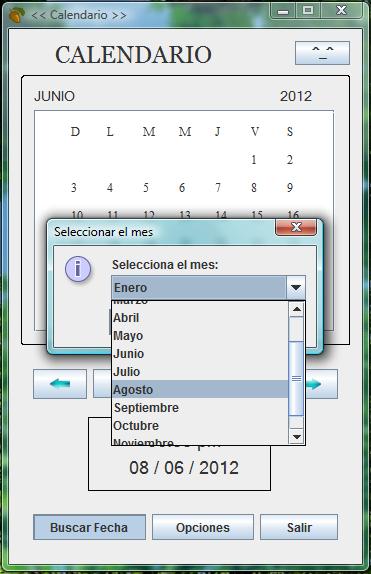 << Calendario >>
CALENDARIO
^_^
JUNIO 2012
D L M M J V S
1 2
3 4 5 6 7 8 9
10 11 12 13 14 15 16
Seleccionar el mes
Selecciona el mes:
Enero
Marzo
Abril
Mayo
Junio
Julio
Agosto
Septiembre
Octubre
Noviembre
pm
08 / 06 / 2012
Buscar Fecha Opciones Salir